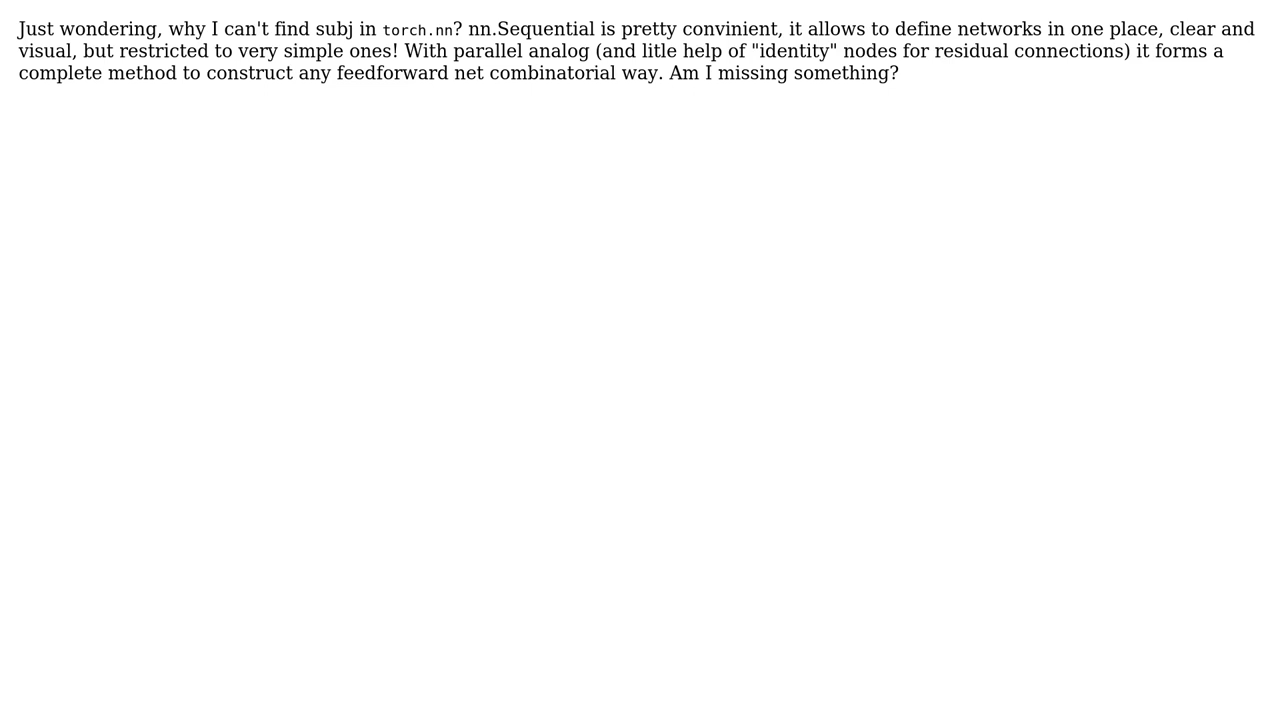 Just wondering, why I can't find subj in torch.nn? nn.Sequential is pretty convinient, it allows to define networks in one place, clear and
visual, but restricted to very simple ones! With parallel analog (and litle help of "identity" nodes for residual connections) it forms a
complete method to construct any feedforward net combinatorial way. Am I missing something?